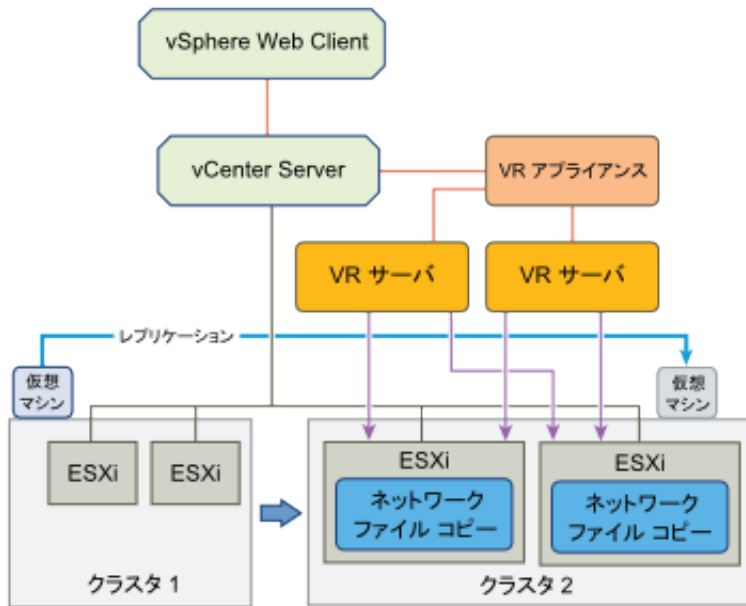 vSphere Web Client
vCenter Server
VR アプライアンス
VR サーバ
VR サーバ
レプリケーション
仮想
マシン
仮想
マシン
ESXi
ESXi
ESXi
ネットワーク
ファイル コピー
ESXi
ネットワーク
ファイル コピー
クラスタ 1
クラスタ 2